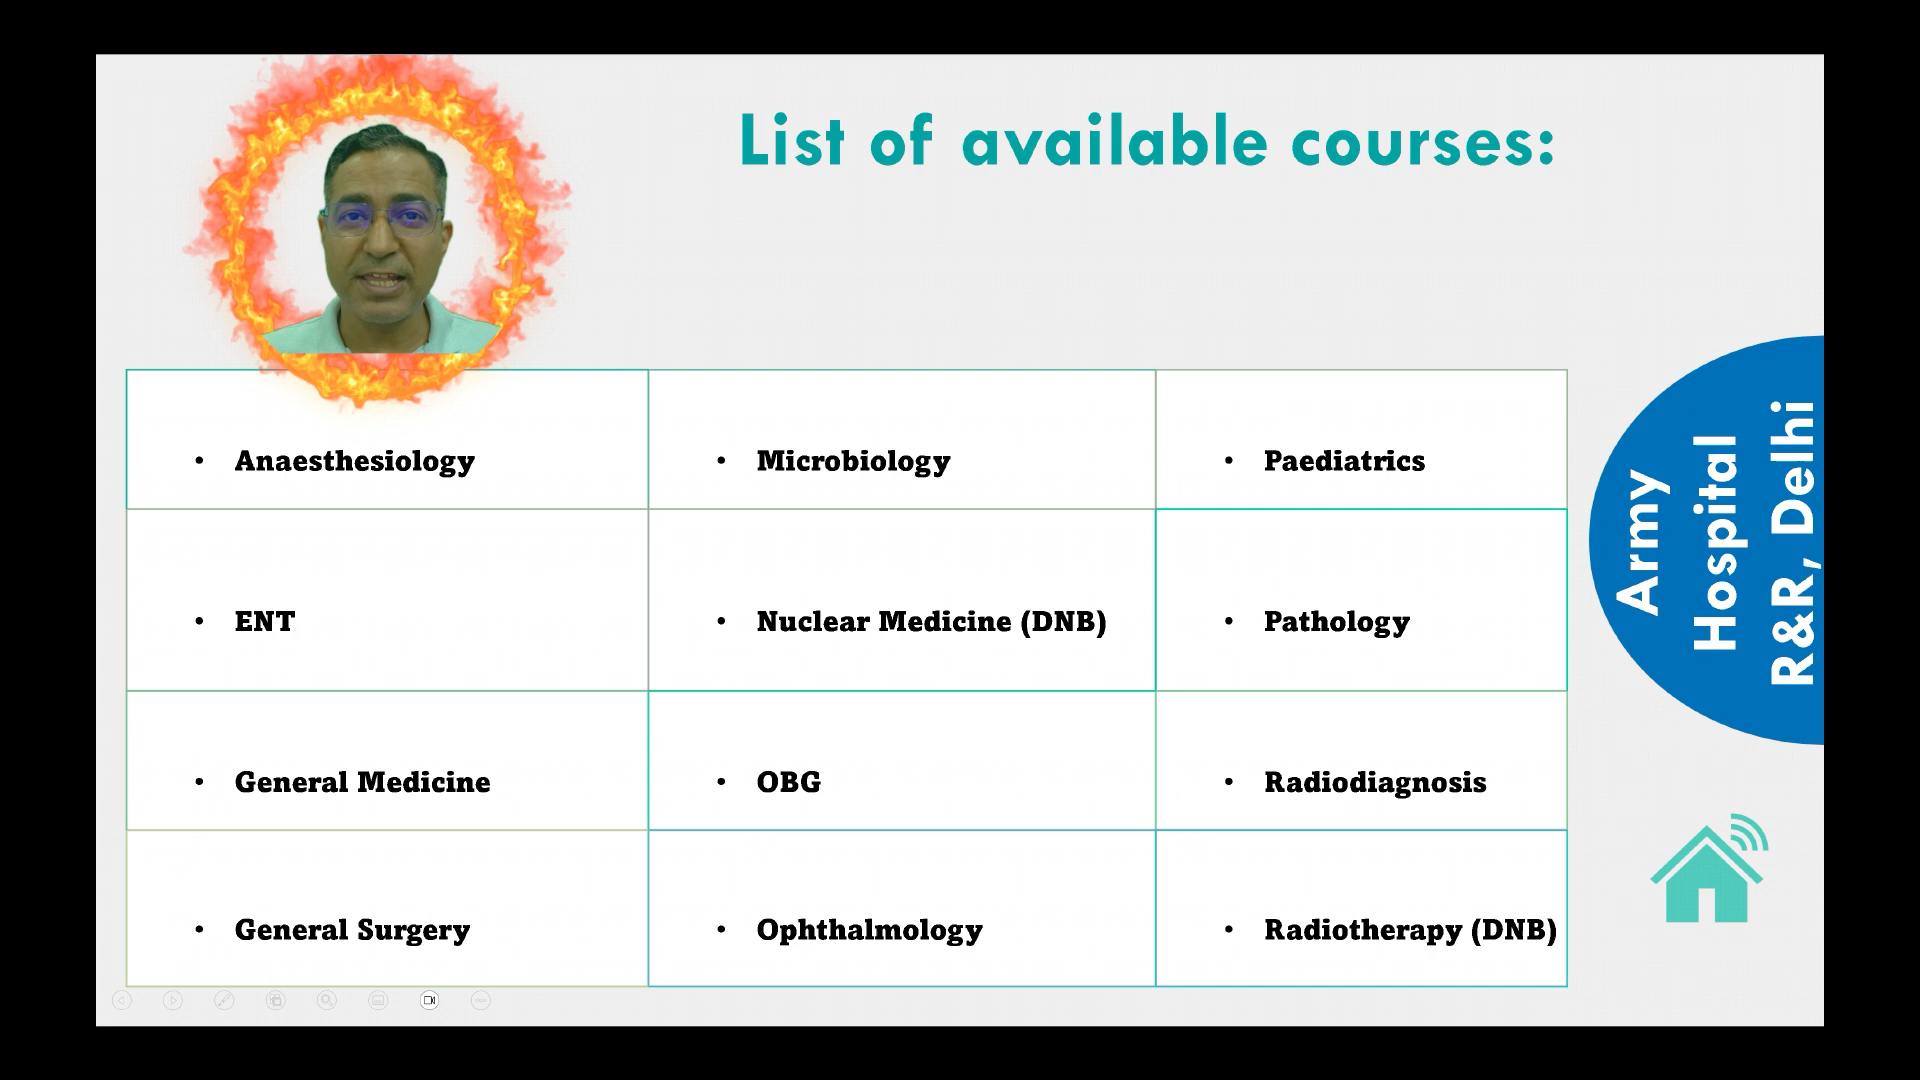 List of available courses:
• Anaesthesiology
• Microbiology
• Paediatrics
• ENT
• Nuclear Medicine (DNB)
• Pathology
• General Medicine
• OBG
• Radiodiagnosis
• General Surgery
• Ophthalmology
• Radiotherapy (DNB)
Army
Hospital
R&R, Delhi